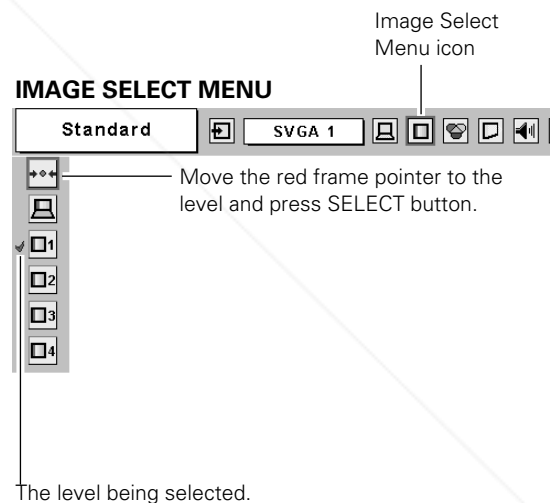 Image Select
Menu icon
IMAGE SELECT MENU
Standard
SVGA 1
Move the red frame pointer to the
level and press SELECT button.
1
2
3
4
The level being selected.